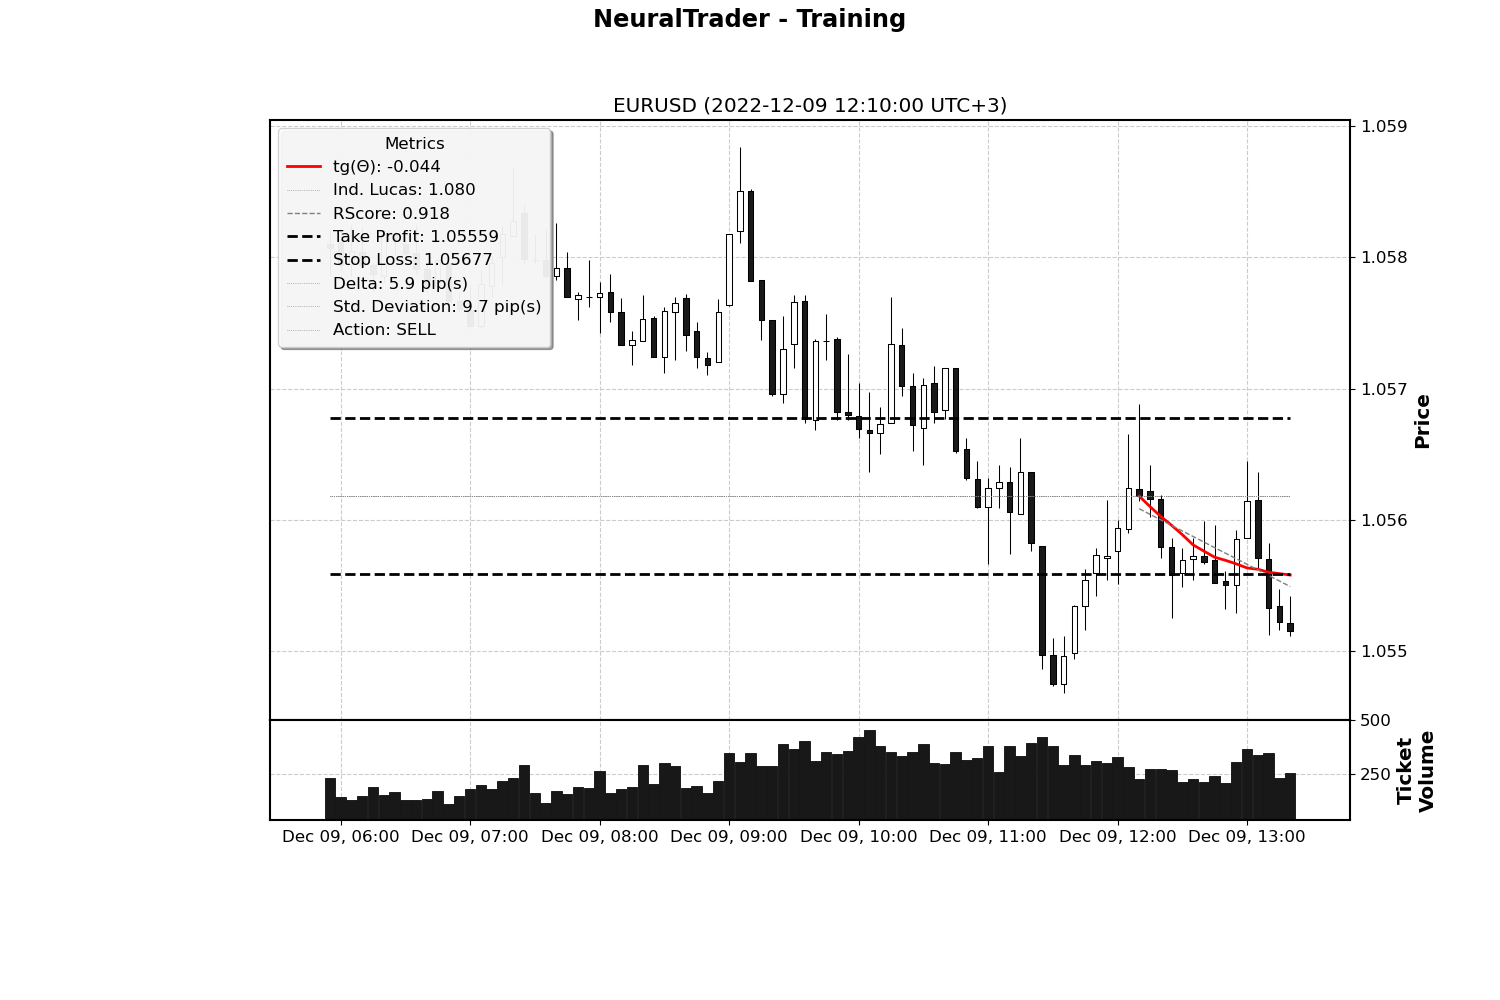 NeuralTrader - Training
EURUSD (2022-12-09 12:10:00 UTC+3)
Metrics
tg(Θ): -0.044
Ind. Lucas: 1.080
RScore: 0.918
Take Profit: 1.05559
Stop Loss: 1.05677
Delta: 5.9 pip(s)
Std. Deviation: 9.7 pip(s)
Action: SELL
1.059
1.058
1.057
1.056
1.055
Price
500
250
Ticket
Volume
Dec 09, 06:00
Dec 09, 07:00
Dec 09, 08:00
Dec 09, 09:00
Dec 09, 10:00
Dec 09, 11:00
Dec 09, 12:00
Dec 09, 13:00